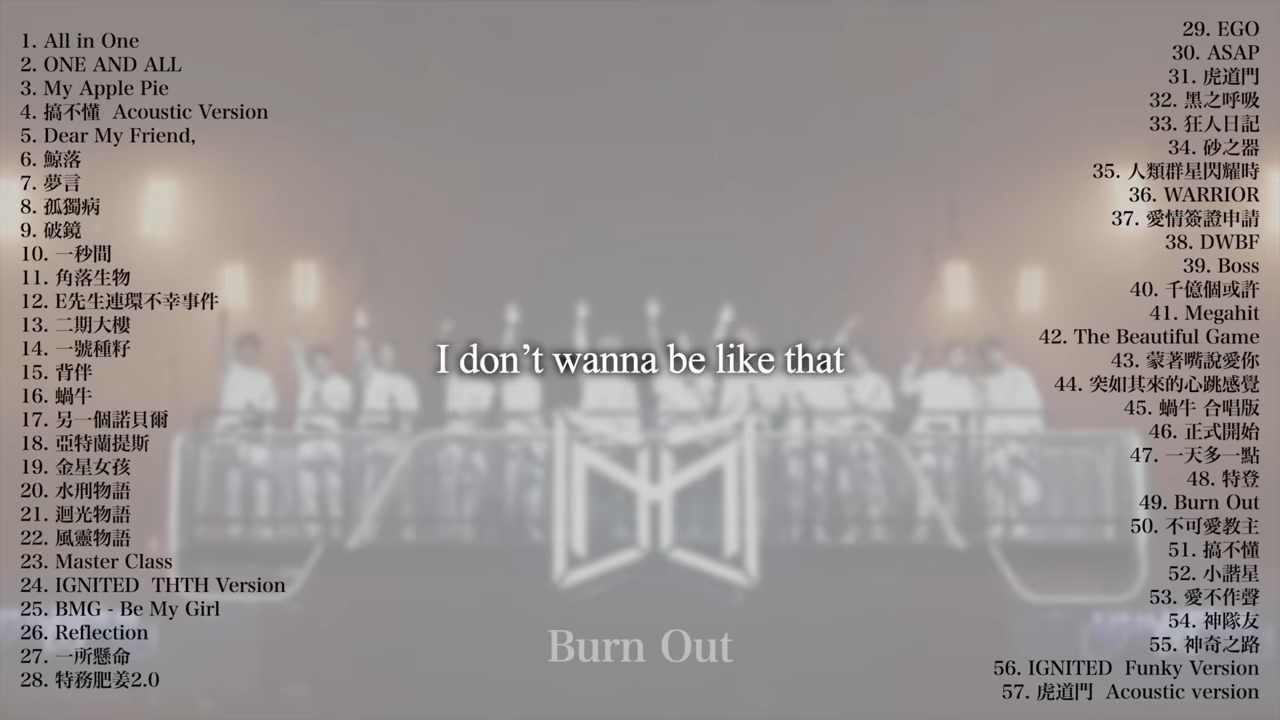 1. All in One
2. ONE AND ALL
3. My Apple Pie
4. 搞不懂  Acoustic Version
5. Dear My Friend,
6. 鯨落
7. 夢言
8. 孤獨病
9. 破鏡
10. 一秒間
11. 角落生物
12. E先生連環不幸事件
13. 二期大樓
14. 一號種籽
15. 背伴
16. 蝸牛
17. 另一個諾貝爾
18. 亞特蘭提斯
19. 金星女孩
20. 水刑物語
21. 迴光物語
22. 風靈物語
23. Master Class
24. IGNITED  THTH Version
25. BMG - Be My Girl
26. Reflection
27. 一所懸命
28. 特務肥姜2.0
I don’t wanna be like that
Burn Out
29. EGO
30. ASAP
31. 虎道門
32. 黑之呼吸
33. 狂人日記
34. 砂之器
35. 人類群星閃耀時
36. WARRIOR
37. 愛情簽證申請
38. DWBF
39. Boss
40. 千億個或許
41. Megahit
42. The Beautiful Game
43. 蒙著嘴說愛你
44. 突如其來的心跳感覺
45. 蝸牛 合唱版
46. 正式開始
47. 一天多一點
48. 特登
49. Burn Out
50. 不可愛教主
51. 搞不懂
52. 小諧星
53. 愛不作聲
54. 神隊友
55. 神奇之路
56. IGNITED  Funky Version
57. 虎道門  Acoustic version